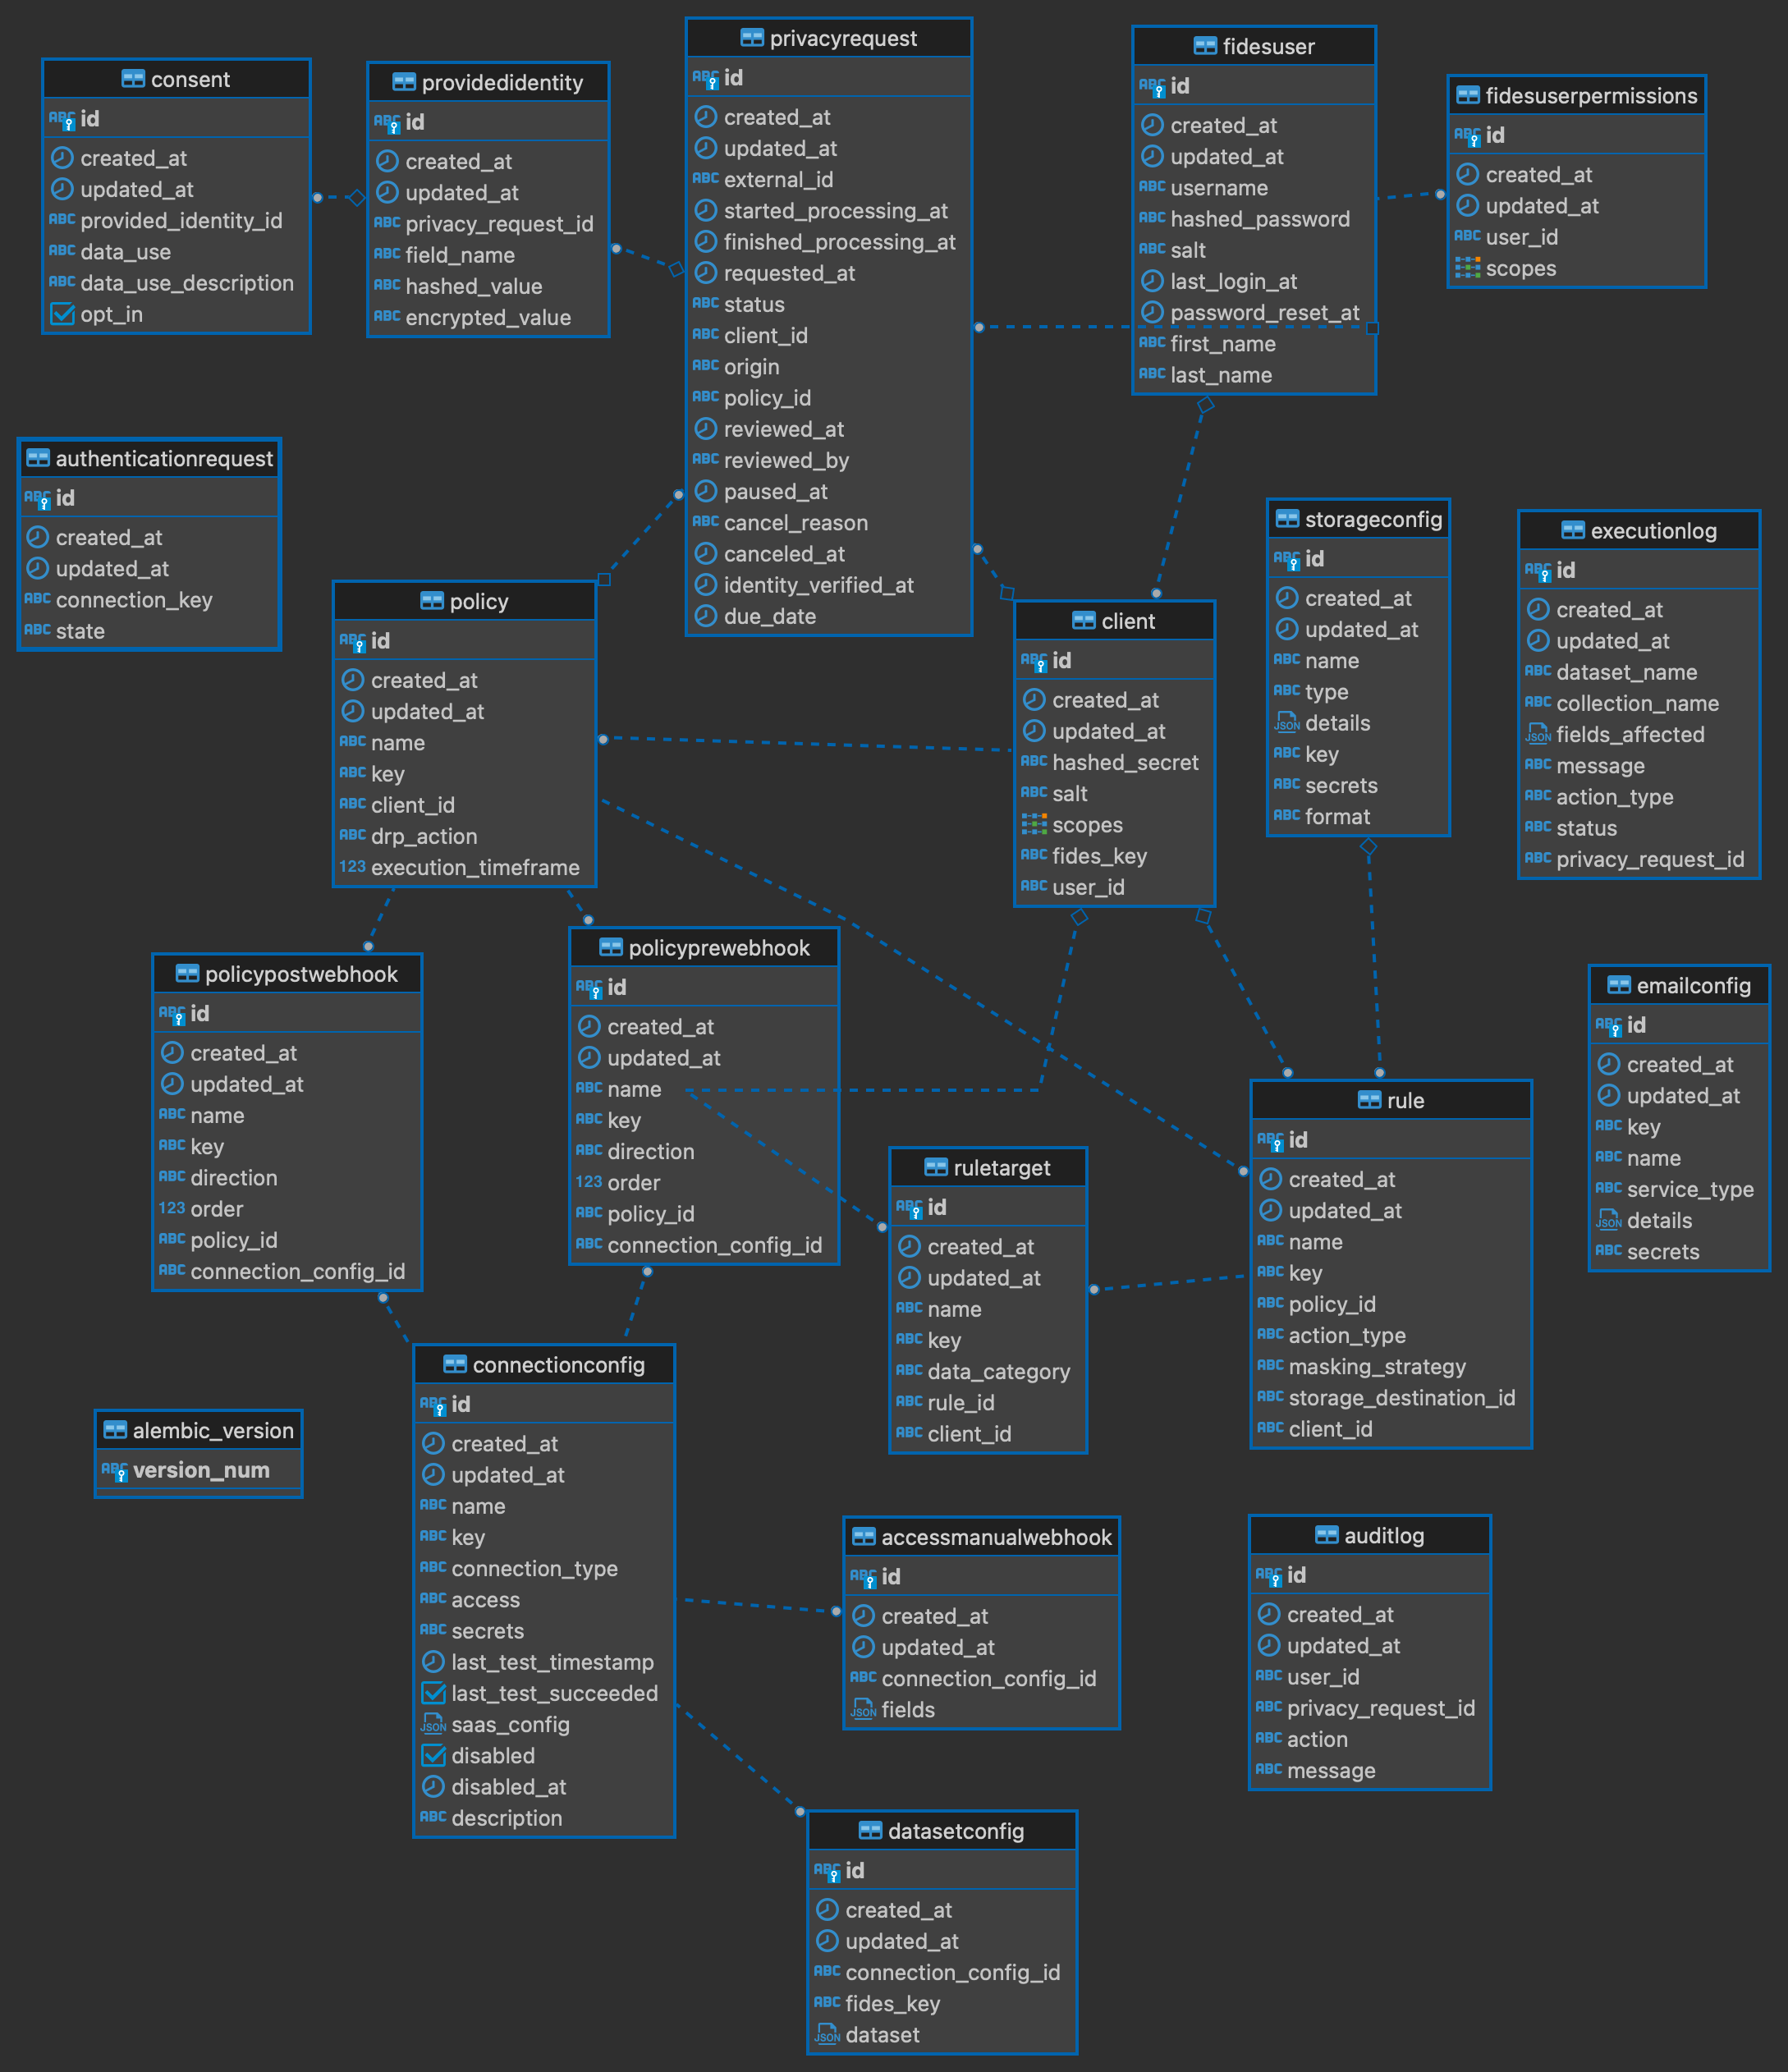 consent
id
created_at
updated_at
provided_identity_id
data_use
data_use_description
opt_in
providedidentity
id
created_at
updated_at
privacy_request_id
field_name
hashed_value
encrypted_value
privacyrequest
id
created_at
updated_at
external_id
started_processing_at
finished_processing_at
requested_at
status
client_id
origin
policy_id
reviewed_at
reviewed_by
paused_at
cancel_reason
canceled_at
identity_verified_at
due_date
fidesuser
id
created_at
updated_at
username
hashed_password
salt
last_login_at
password_reset_at
first_name
last_name
fidesuserpermissions
id
created_at
updated_at
user_id
scopes
authenticationrequest
id
created_at
updated_at
connection_key
state
policy
id
created_at
updated_at
name
key
client_id
drp_action
123 execution_timeframe
client
id
created_at
updated_at
hashed_secret
salt
scopes
fides_key
user_id
storageconfig
id
created_at
updated_at
name
type
details
key
secrets
format
executionlog
id
created_at
updated_at
dataset_name
collection_name
fields_affected
message
action_type
status
privacy_request_id
policypostwebhook
id
created_at
updated_at
name
key
direction
123 order
policy_id
connection_config_id
policyprewebhook
id
created_at
updated_at
name
key
direction
123 order
policy_id
connection_config_id
ruletarget
id
created_at
updated_at
name
key
data_category
rule_id
client_id
rule
id
created_at
updated_at
name
key
policy_id
action_type
masking_strategy
storage_destination_id
client_id
emailconfig
id
created_at
updated_at
key
name
service_type
details
secrets
alembic_version
version_num
connectionconfig
id
created_at
updated_at
name
key
connection_type
access
secrets
last_test_timestamp
last_test_succeeded
saas_config
disabled
disabled_at
description
accessmanualwebhook
id
created_at
updated_at
connection_config_id
fields
auditlog
id
created_at
updated_at
user_id
privacy_request_id
action
message
datasetconfig
id
created_at
updated_at
connection_config_id
fides_key
dataset